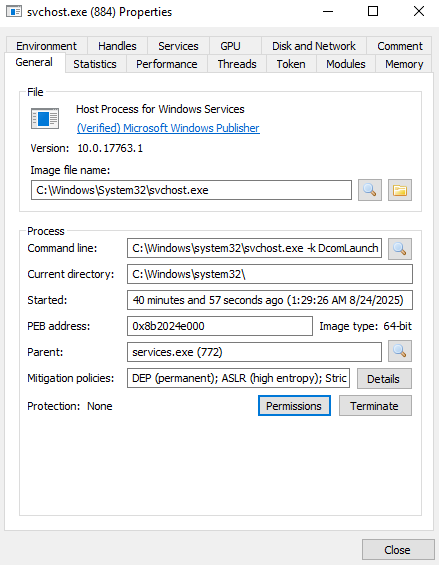 svchost.exe (884) Properties
Environment Handles Services GPU Disk and Network Comment
General Statistics Performance Threads Token Modules Memory
File
Host Process for Windows Services
(Verified) Microsoft Windows Publisher
Version: 10.0.17763.1
Image file name:
C:\Windows\System32\svchost.exe
Process
Command line: C:\Windows\system32\svchost.exe -k DcomLaunch
Current directory: C:\Windows\system32\
Started: 40 minutes and 57 seconds ago (1:29:26 AM 8/24/2025)
PEB address: 0x8b2024e000 Image type: 64-bit
Parent: services.exe (772)
Mitigation policies: DEP (permanent); ASLR (high entropy); Stric Details
Protection: None Permissions Terminate
Close